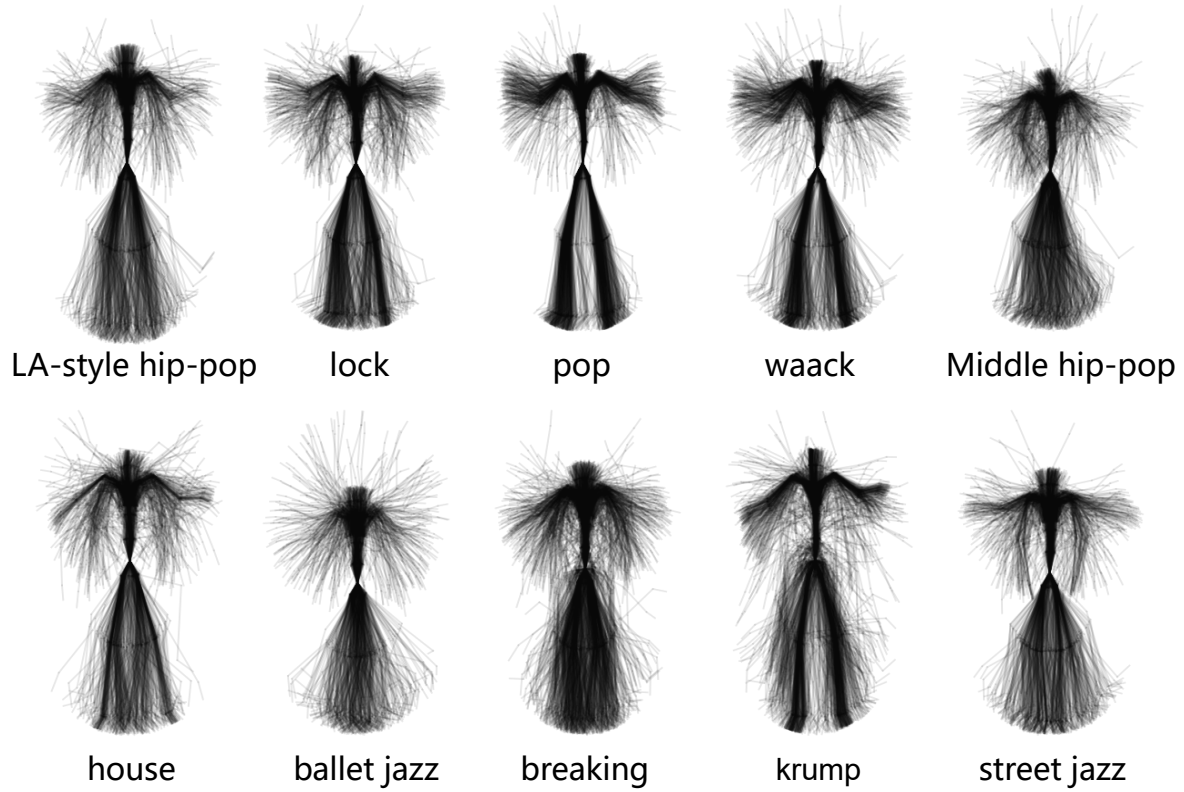 LA-style hip-pop
lock
pop
waack
Middle hip-pop
house
ballet jazz
breaking
krump
street jazz